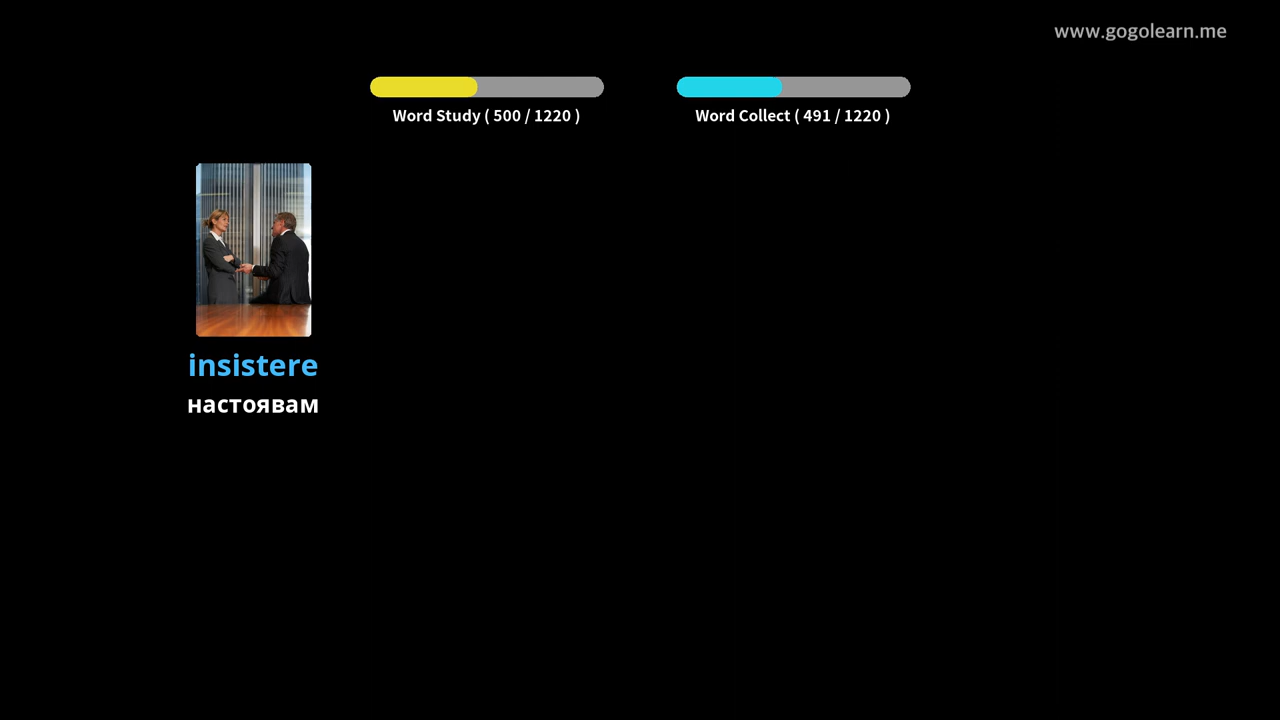 www.gogolearn.me
Word Study ( 500 / 1220 )
Word Collect ( 491 / 1220 )
insistere
настоявам